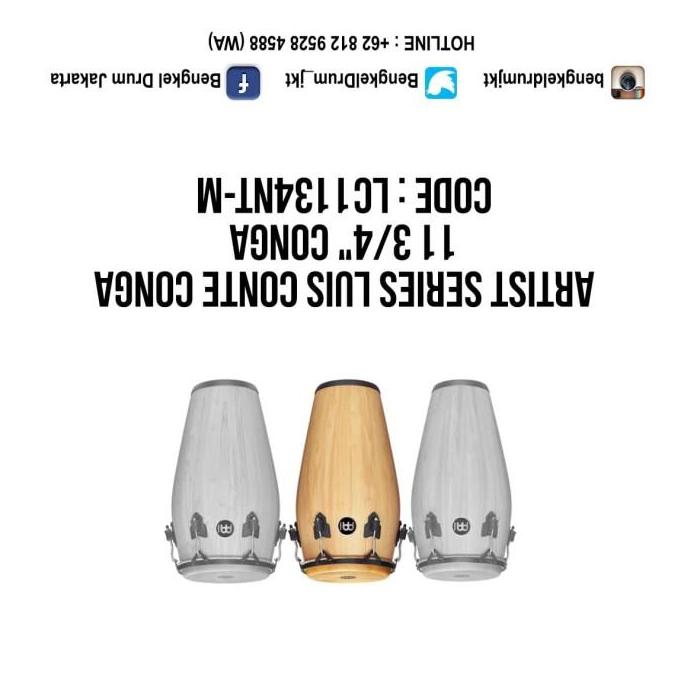 ARTIST SERIES LUIS CONTE CONGA
11 3/4" CONGA
CODE : LC1134NT-M
bengkeldrumjkt BengkelDrum_jkt Bengkel Drum Jakarta
HOTLINE : +62 812 9528 4588 (WA)